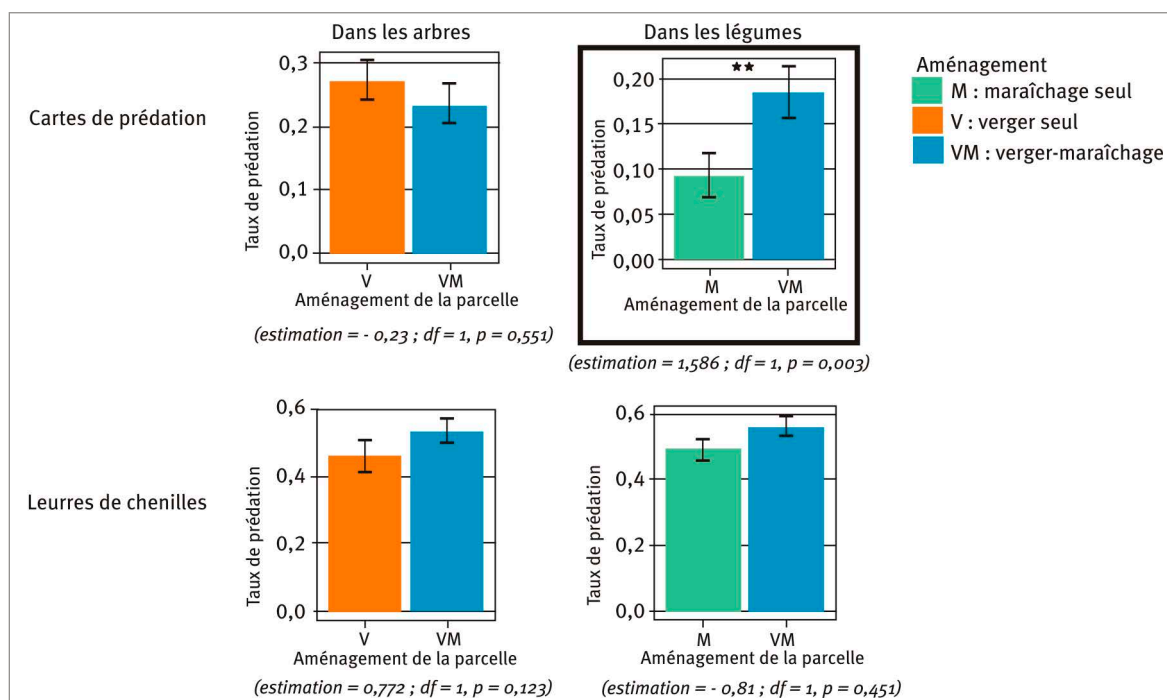 Dans les arbres
Dans les légumes
Cartes de prédation
Taux de prédation
0,3
0,2
0,1
0,0
V
VM
Aménagement de la parcelle
(estimation = - 0,23 ; df = 1, p = 0,551)
Taux de prédation
0,20
0,15
0,10
0,05
0,00
★★
M
VM
Aménagement de la parcelle
(estimation = 1,586 ; df = 1, p = 0,003)
Aménagement
M : maraîchage seul
V : verger seul
VM : verger-maraîchage
Leurres de chenilles
Taux de prédation
0,6
0,4
0,2
0,0
V
VM
Aménagement de la parcelle
(estimation = 0,772 ; df = 1, p = 0,123)
Taux de prédation
0,6
0,4
0,2
0,0
M
VM
Aménagement de la parcelle
(estimation = - 0,81 ; df = 1, p = 0,451)